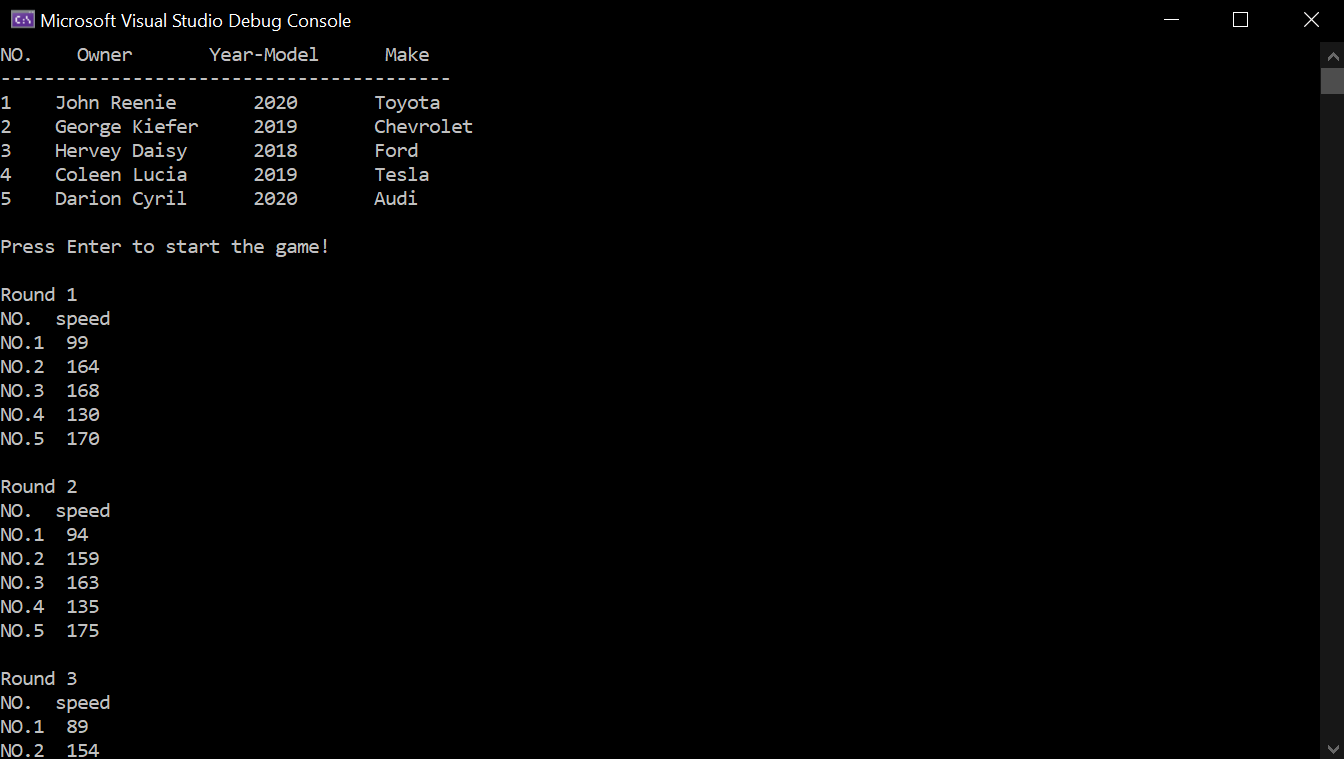 Microsoft Visual Studio Debug Console
NO.    Owner       Year-Model      Make
-----------------------------------------
1    John Reenie       2020       Toyota
2    George Kiefer     2019       Chevrolet
3    Hervey Daisy      2018       Ford
4    Coleen Lucia      2019       Tesla
5    Darion Cyril      2020       Audi
Press Enter to start the game!
Round 1
NO.  speed
NO.1  99
NO.2  164
NO.3  168
NO.4  130
NO.5  170
Round 2
NO.  speed
NO.1  94
NO.2  159
NO.3  163
NO.4  135
NO.5  175
Round 3
NO.  speed
NO.1  89
NO.2  154